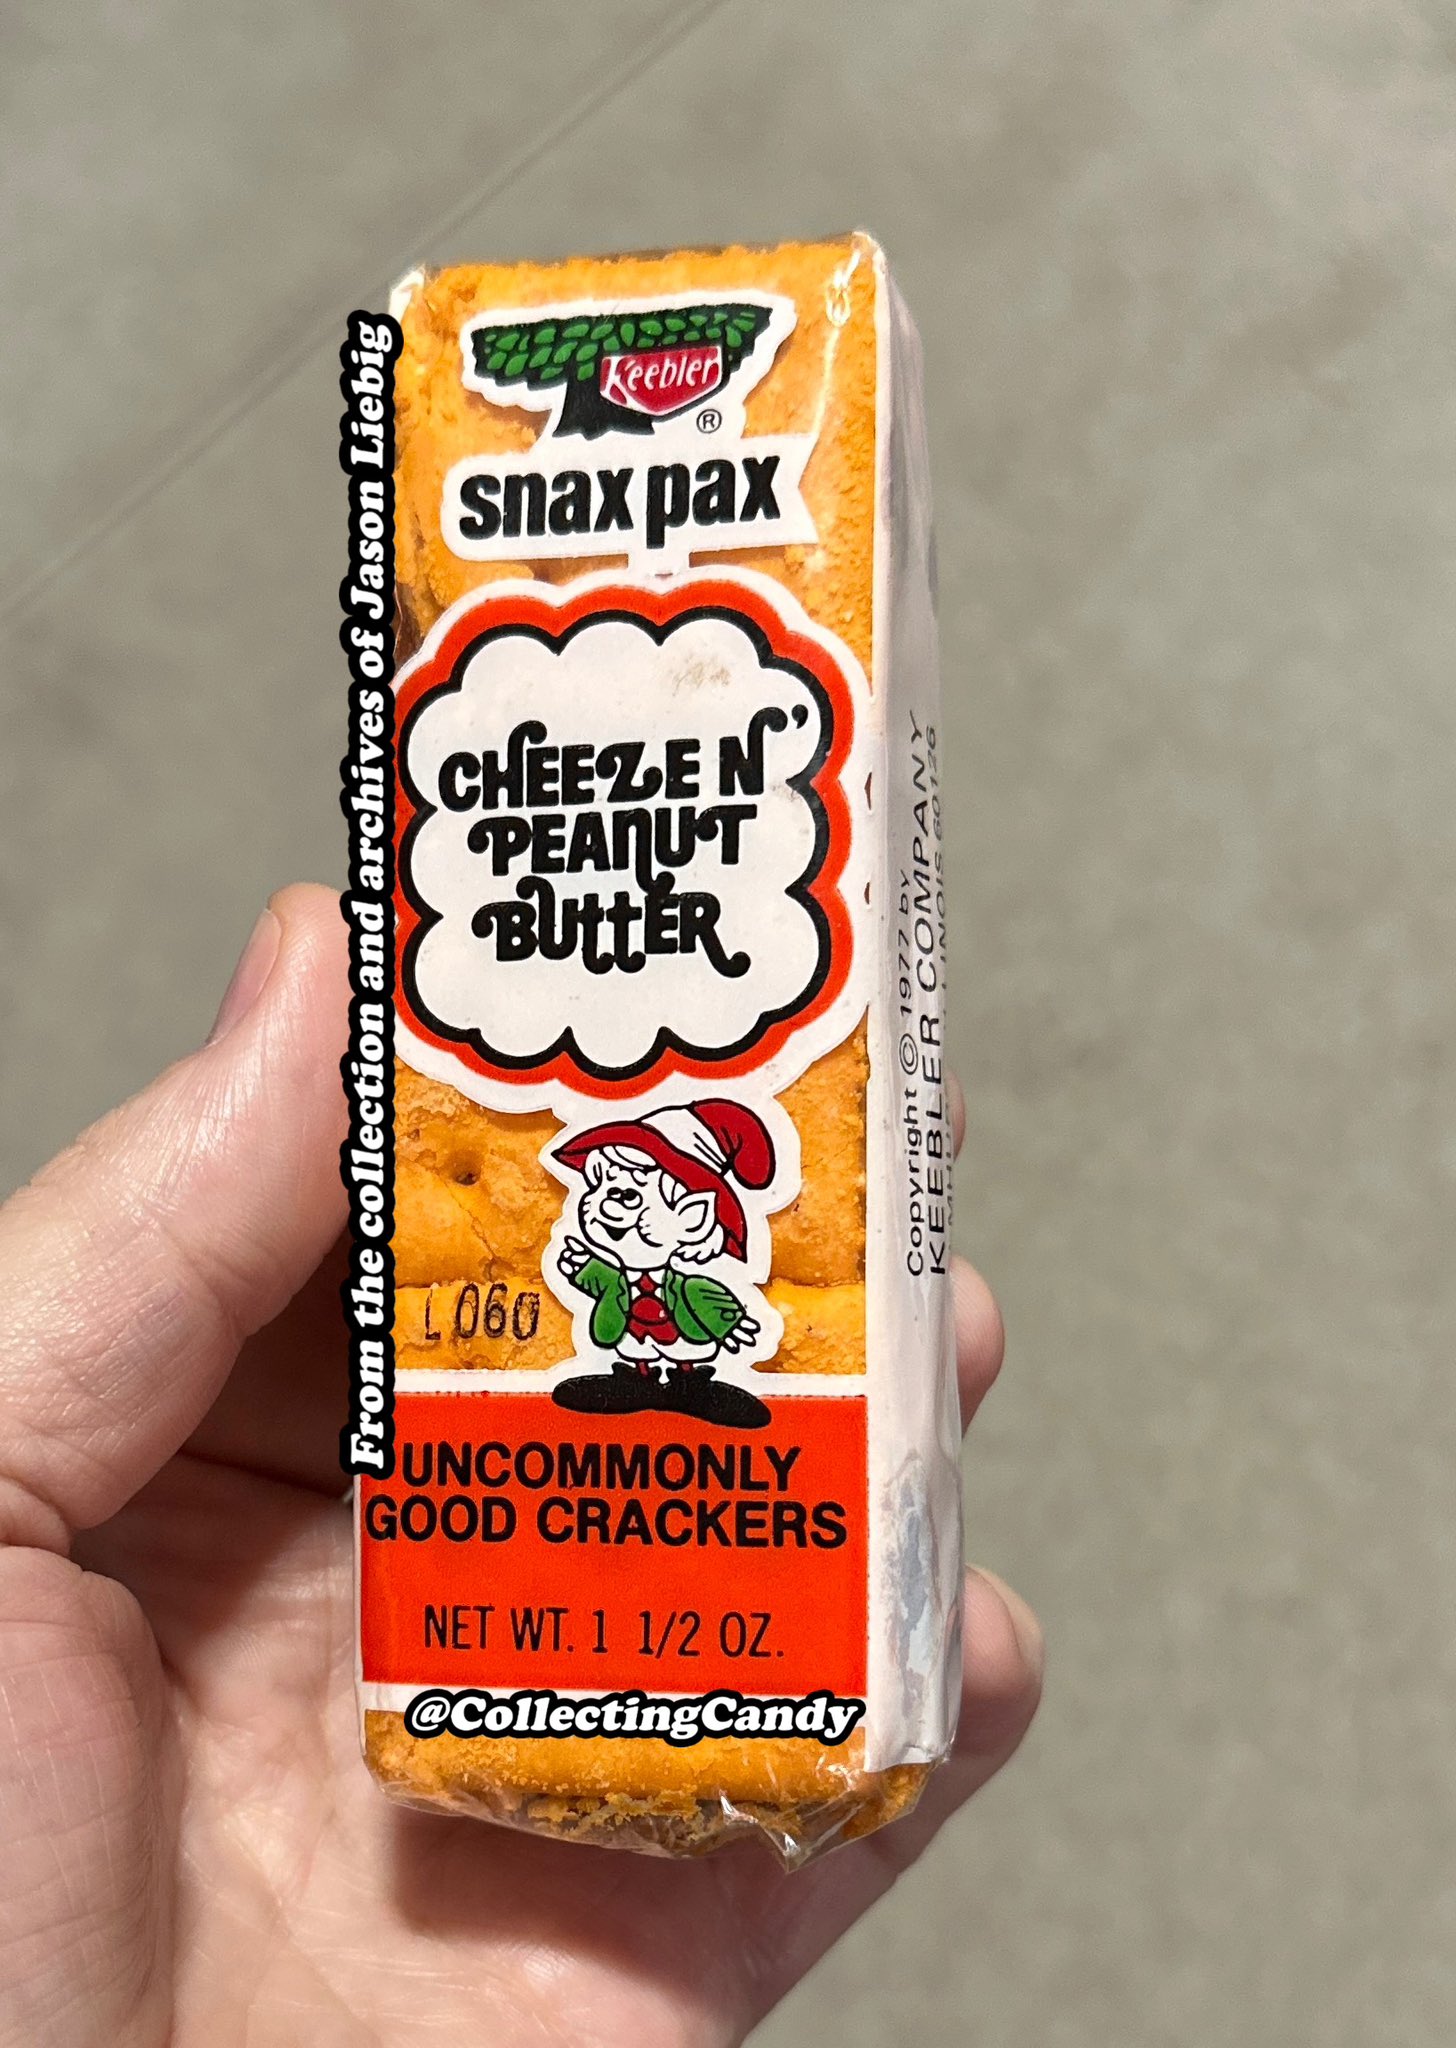 Keebler
®
snax pax
CHEEZE N'
PEANUT
BUTTER
L 060
UNCOMMONLY
GOOD CRACKERS
NET WT. 1 1/2 OZ.
@CollectingCandy
From the collection and archives of Jason Liebig
Copyright © 1977 by
KEEBLER COMPANY
60126